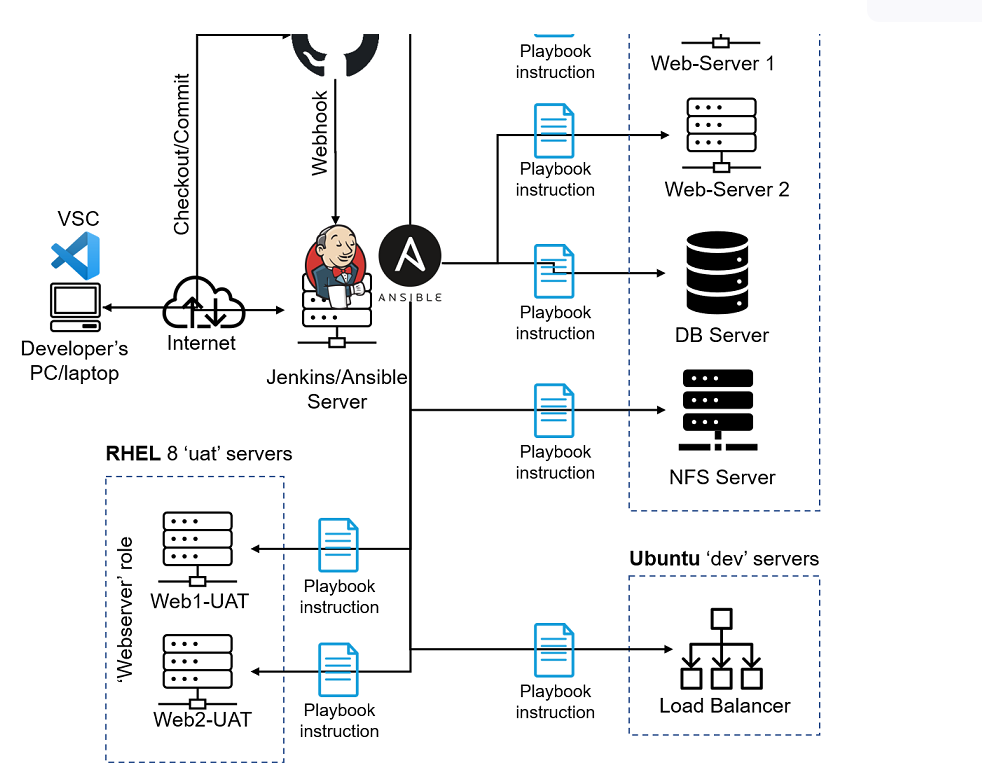 Playbook
instruction
Web-Server 1
Checkout/Commit
Webhook
Playbook
instruction
Web-Server 2
VSC
ANSIBLE
Playbook
instruction
DB Server
Internet
Developer’s
PC/laptop
Jenkins/Ansible
Server
Playbook
instruction
NFS Server
RHEL 8 ‘uat’ servers
‘Webserver’ role
Web1-UAT
Playbook
instruction
Web2-UAT
Playbook
instruction
Ubuntu ‘dev’ servers
Playbook
instruction
Load Balancer